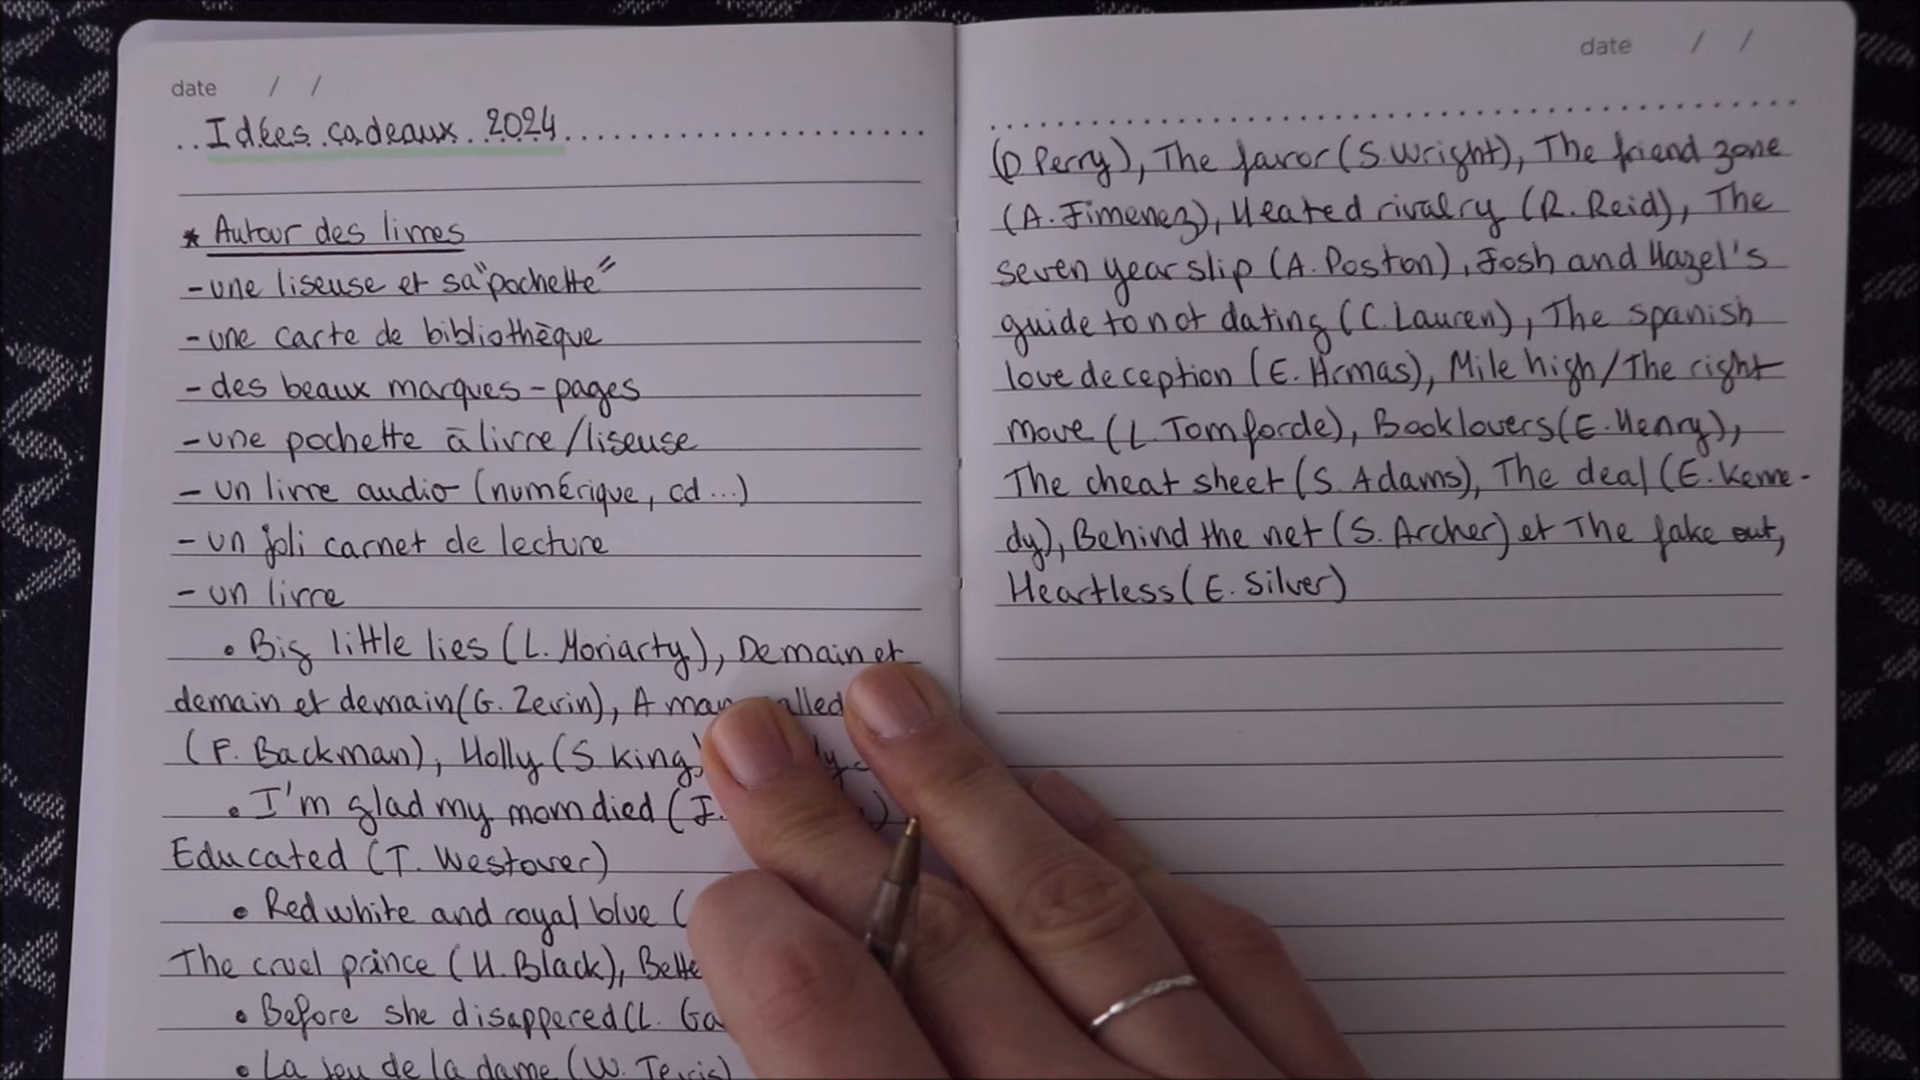 date / /
Idées cadeaux 2024
* Autour des livres
- une liseuse et sa "pochette"
- une carte de bibliothèque
- des beaux marques-pages
- une pochette à livre/liseuse
- un livre audio (numérique, cd...)
- un joli carnet de lecture
- un livre
• Big little lies (L. Moriarty), Demain et
demain et demain (G. Zevin), A man
(F. Backman), Holly (S. King)
• I'm glad my mom died (J.
Educated (T. Westover)
• Red white and royal blue (
The cruel prince (H. Black),
• Before she disappered (L.
• La jeu de la dame (W. Tevis)
date / /
(D Perry), The favor (S. Wright), The friend zone
(A. Jimenez), Heated rivalry (R. Reid), The
seven year slip (A. Poston), Josh and Hazel's
guide to not dating (C. Lauren), The spanish
love deception (E. Armas), Mile high/The right
move (L. Tomforde), Booklovers (E. Henry),
The cheat sheet (S. Adams), The deal (E. Kenne-
dy), Behind the net (S. Archer) et The fake out,
Heartless (E. Silver)